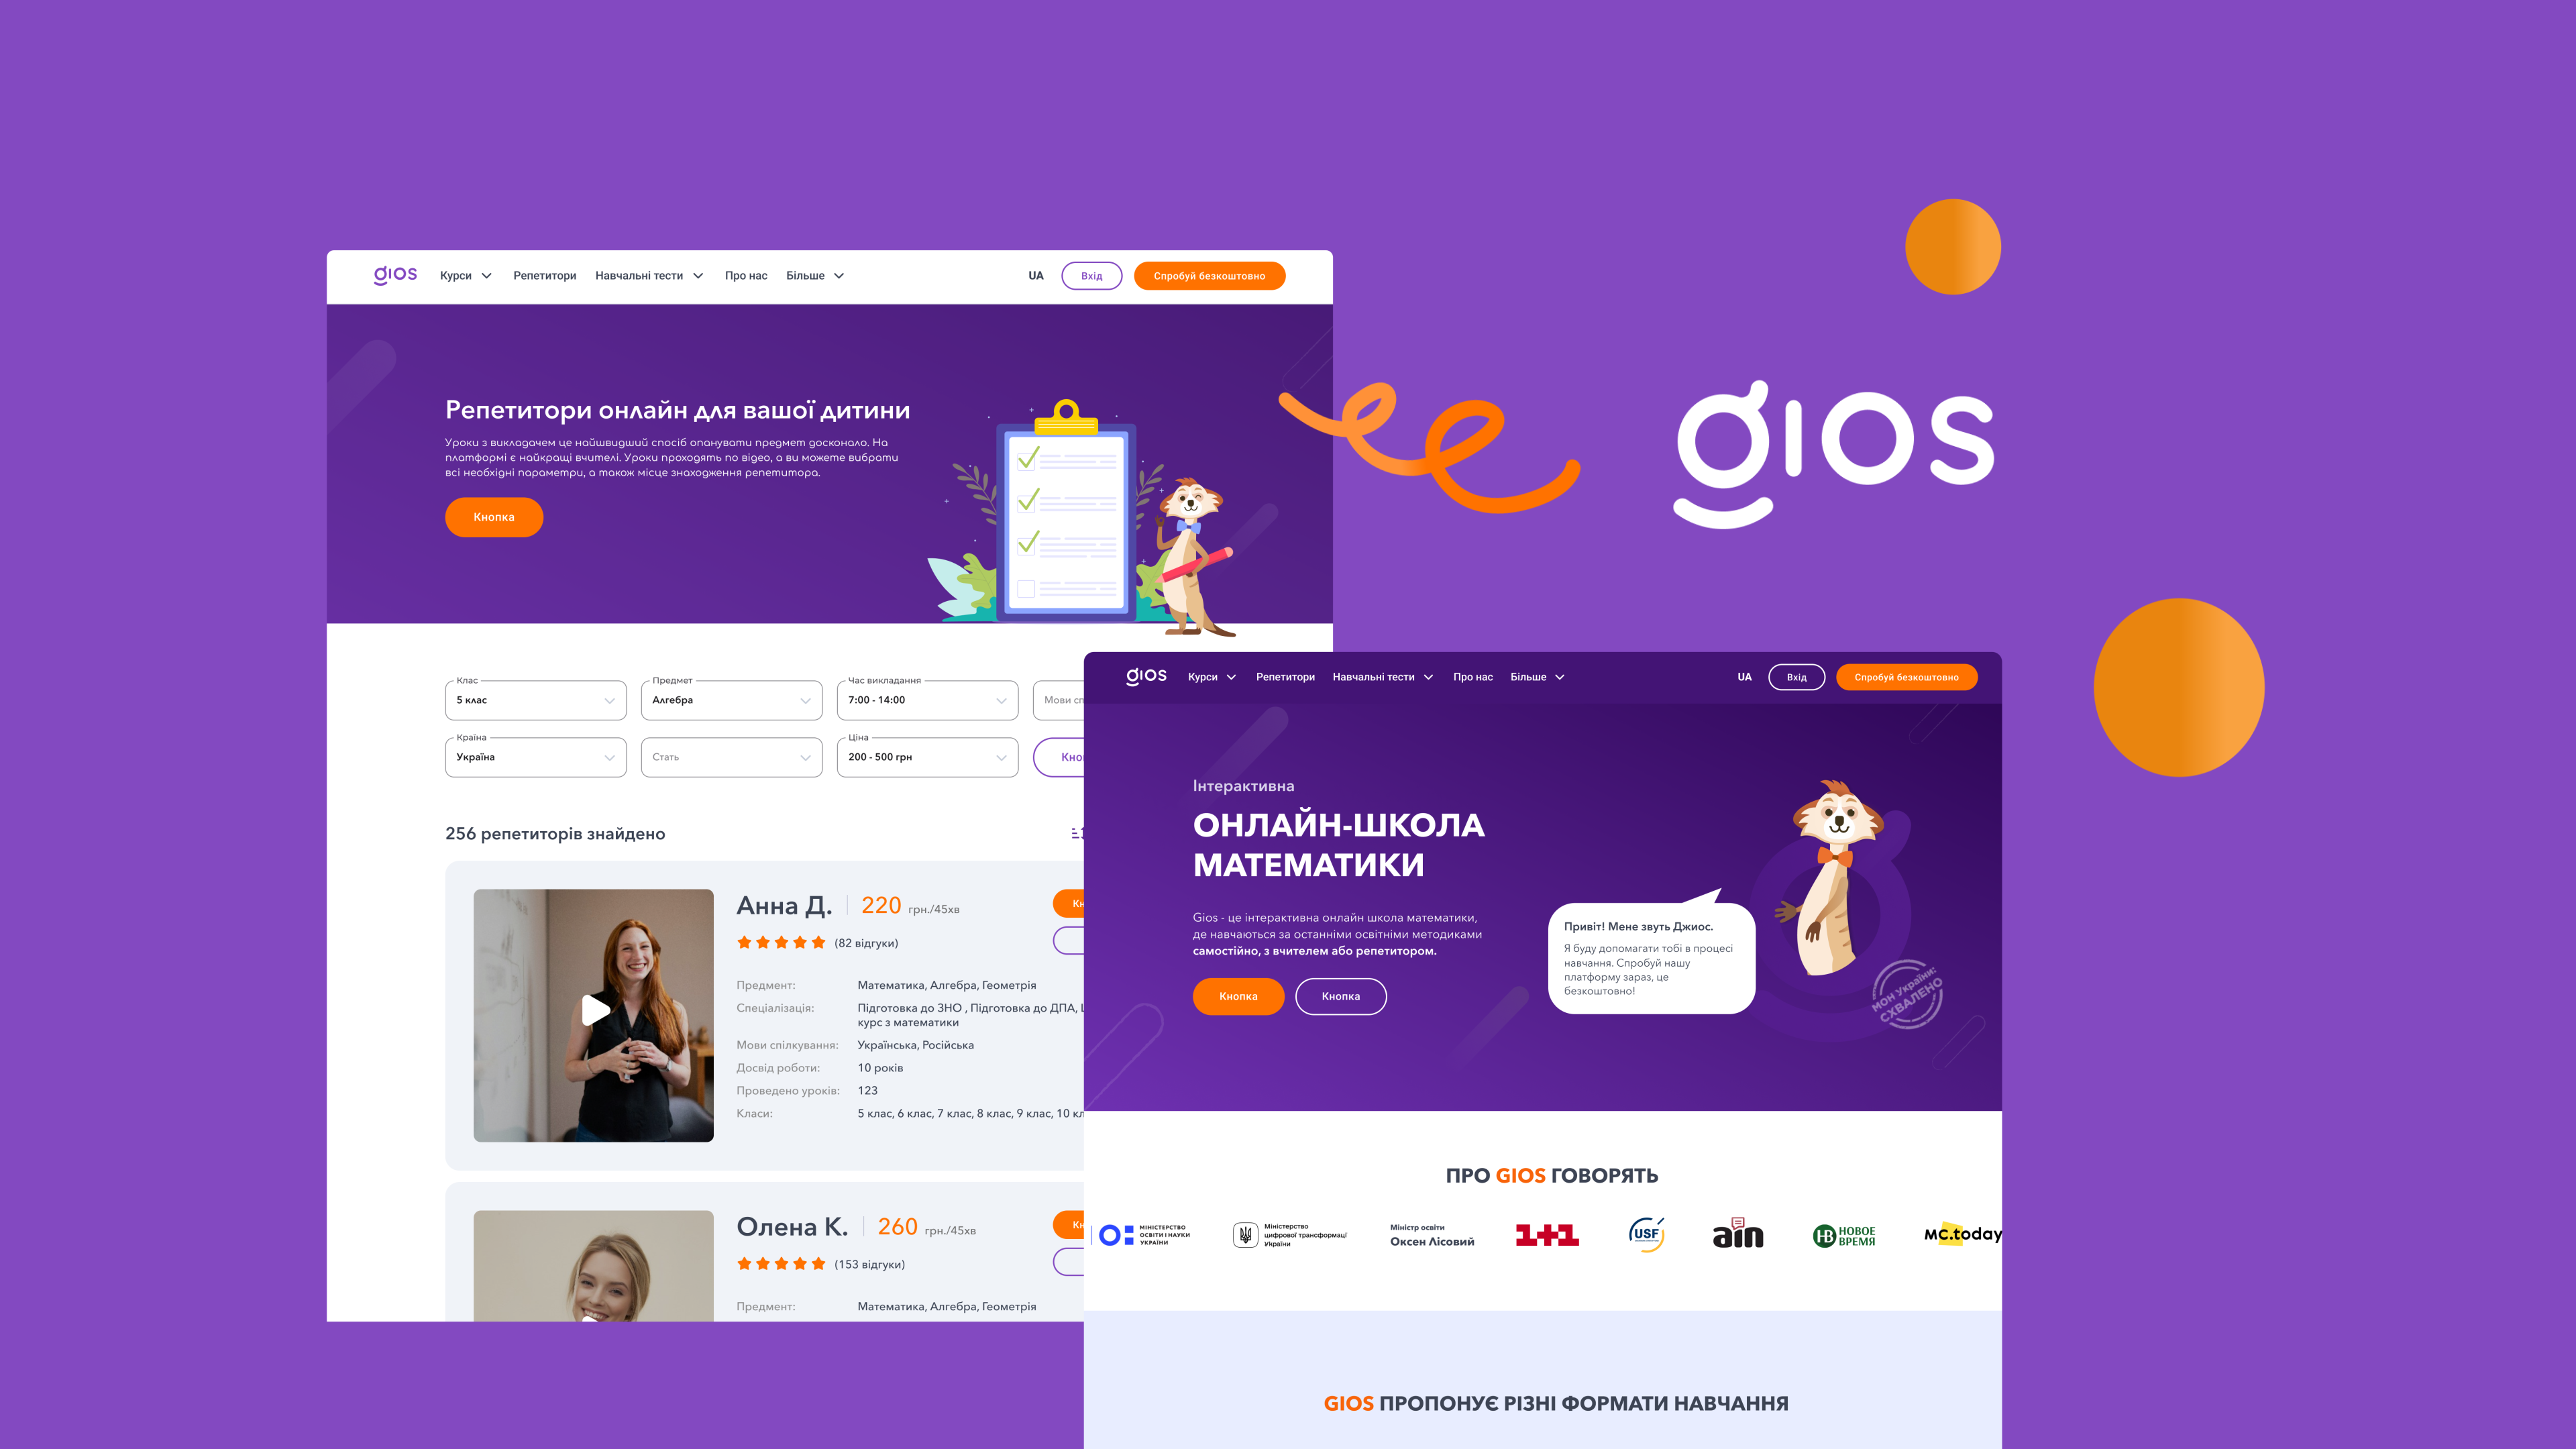 gios
Курси
Репетитори
Навчальні тести
Про нас
Більше
UA
Вхід
Спробуй безкоштовно
Репетитори онлайн для вашої дитини
Уроки з викладачем це найшвидший спосіб опанувати предмет досконало. На
платформі є найкращі вчителі. Уроки проходять по відео, а ви можете вибрати
всі необхідні параметри, а також місце знаходження репетитора.
Кнопка
Клас
5 клас
Предмет
Алгебра
Час викладання
7:00 - 14:00
Мови
Країна
Україна
Стать
Ціна
200 - 500 грн
256 репетиторів знайдено
Анна Д.
220 грн./45хв
(82 відгуки)
Предмент: Математика, Алгебра, Геометрія
Спеціалізація: Підготовка до ЗНО , Підготовка до ДПА,
курс з математики
Мови спілкування: Українська, Російська
Досвід роботи: 10 років
Проведено уроків: 123
Класи: 5 клас, 6 клас, 7 клас, 8 клас, 9 клас, 10
Олена К.
260 грн./45хв
(153 відгуки)
Предмент: Математика, Алгебра, Геометрія
gios
gios
Курси
Репетитори
Навчальні тести
Про нас
Більше
UA
Вхід
Спробуй безкоштовно
Інтерактивна
ОНЛАЙН-ШКОЛА
МАТЕМАТИКИ
Gios - це інтерактивна онлайн школа математики,
де навчаються за останніми освітніми методиками
самостійно, з вчителем або репетитором.
Кнопка
Кнопка
Привіт! Мене звуть Джиос.
Я буду допомагати тобі в процесі
навчання. Спробуй нашу
платформу зараз, це
безкоштовно!
МОН України:
СХВАЛЕНО
ПРО GIOS ГОВОРЯТЬ
МІНІСТЕРСТВО
ОСВІТИ І НАУКИ
УКРАЇНИ
Міністерство
цифрової трансформації
України
Міністр освіти
Оксен Лісовий
1+1
USF
ain
НВ НОВОЕ
ВРЕМЯ
MC.today
GIOS ПРОПОНУЄ РІЗНІ ФОРМАТИ НАВЧАННЯ